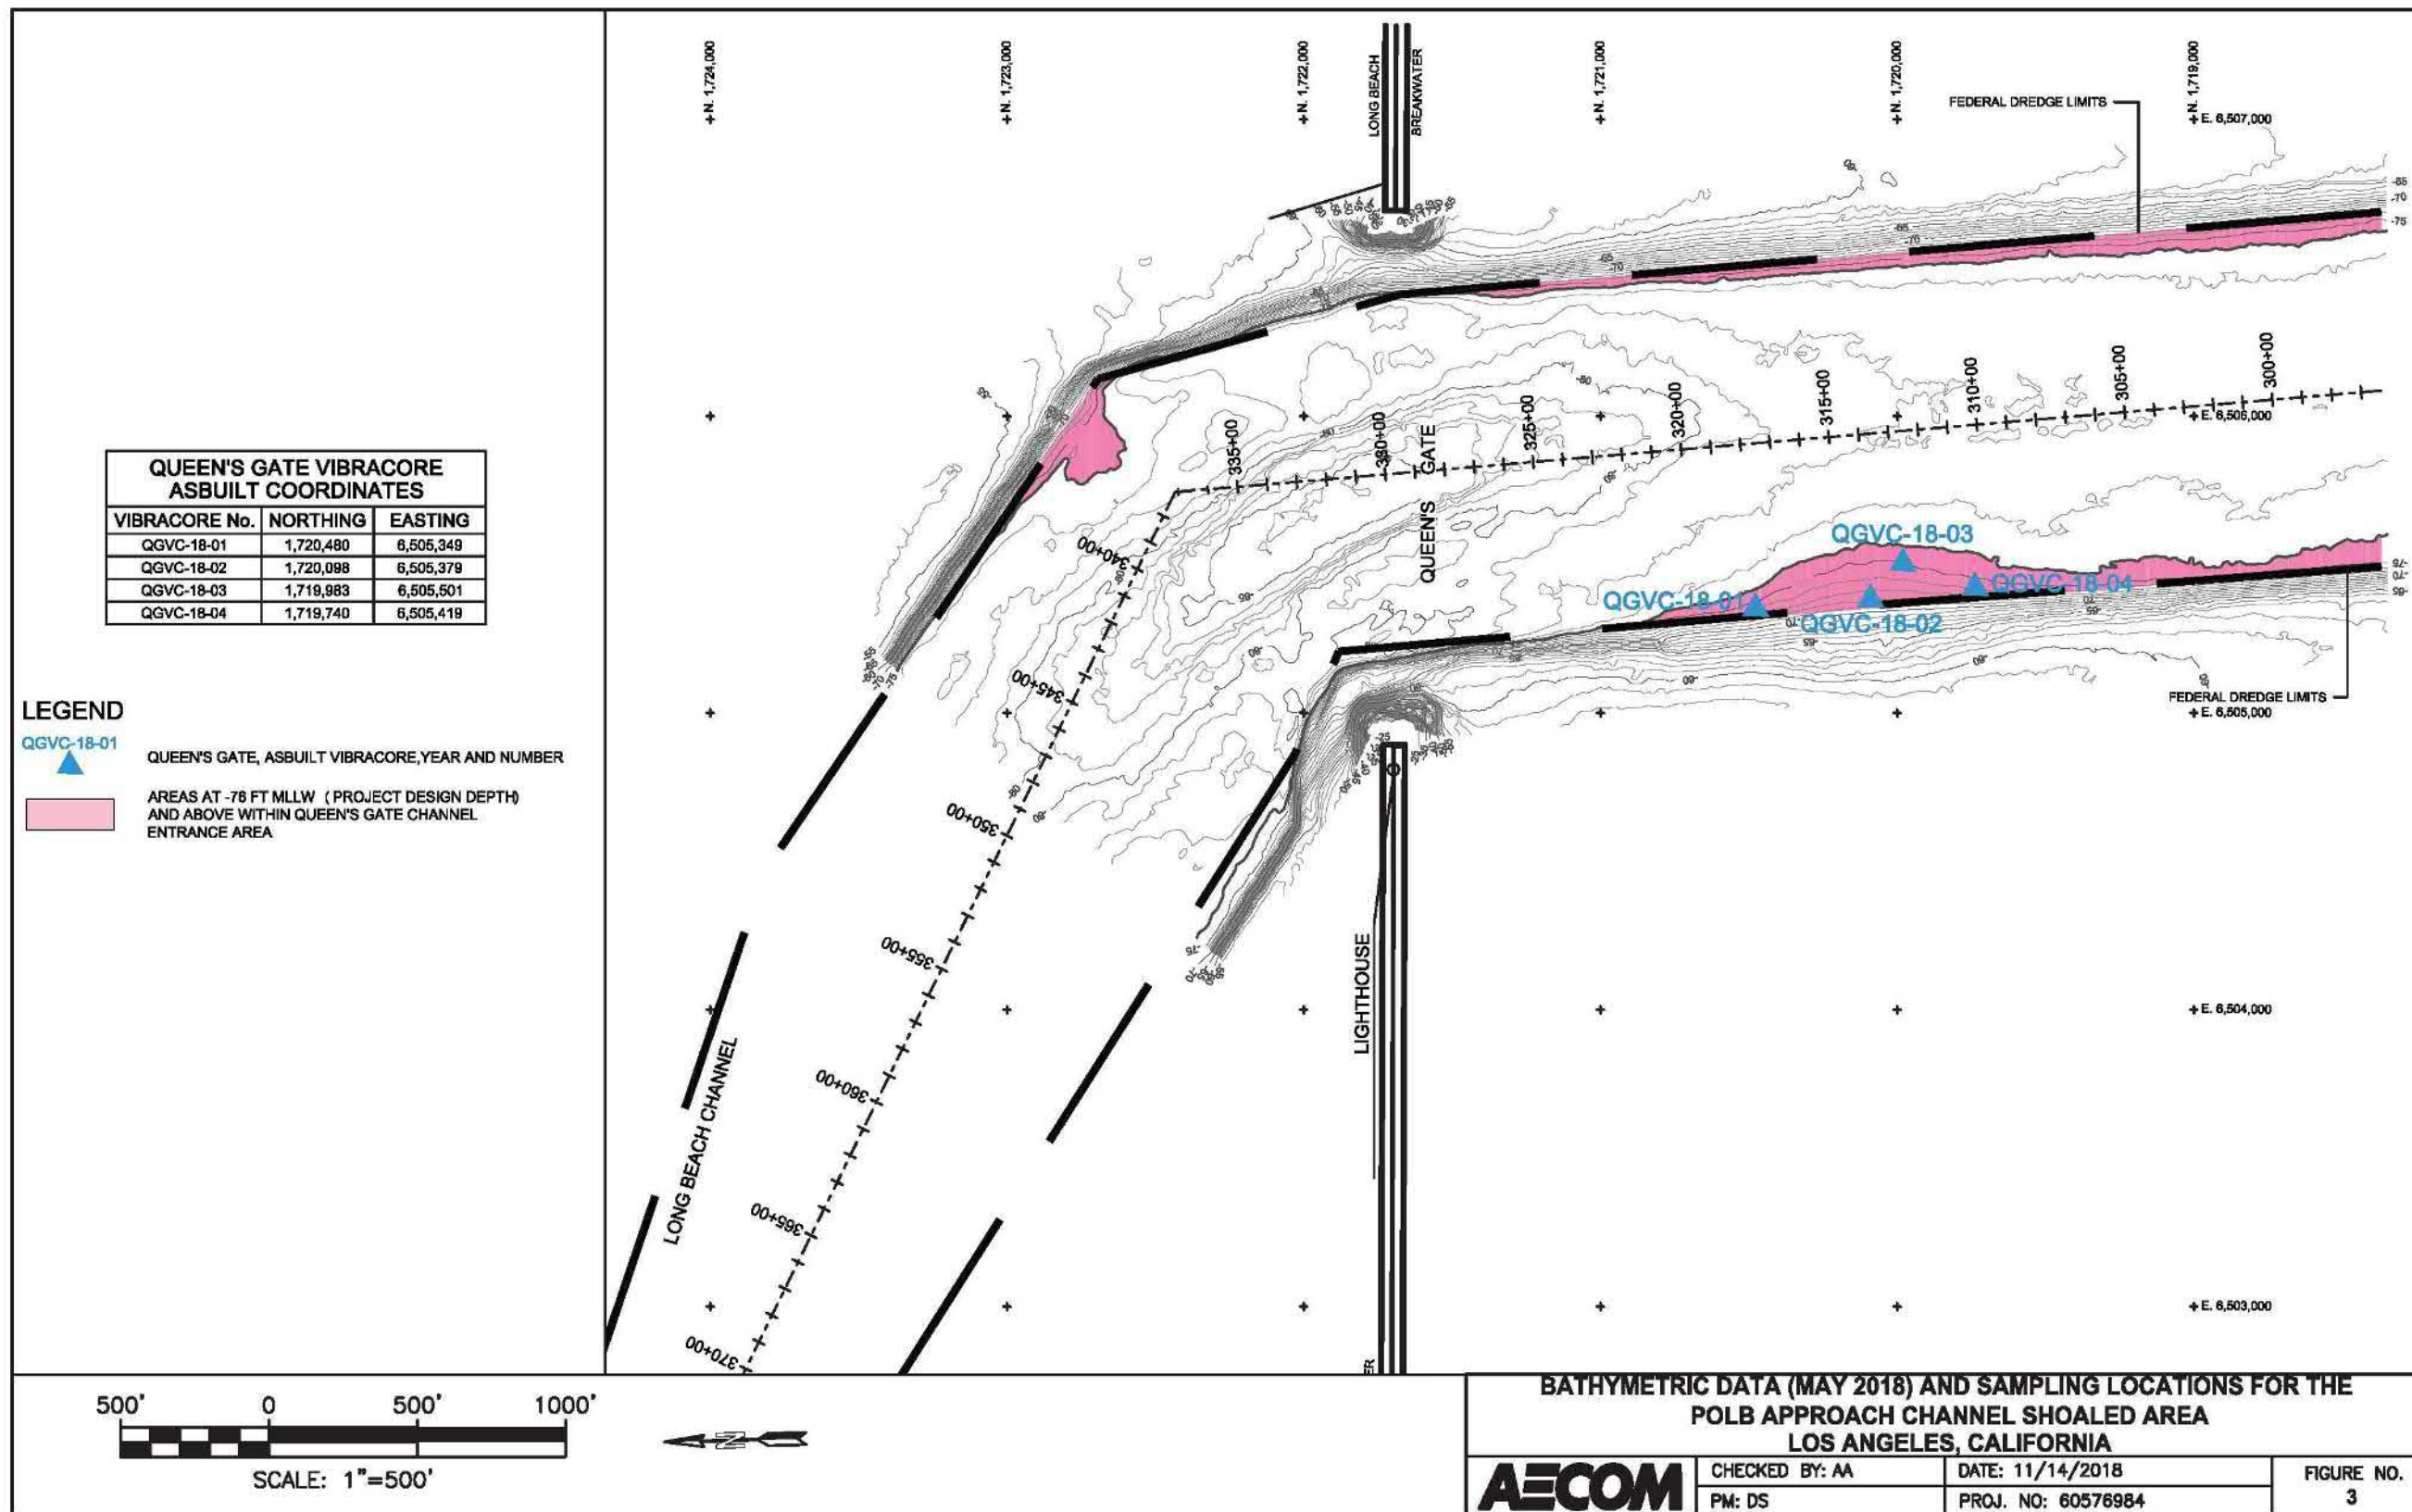 N. 1,724,000
N. 1,723,000
N. 1,722,000
LONG BEACH
BREAKWATER
N. 1,721,000
N. 1,720,000
N. 1,719,000
FEDERAL DREDGE LIMITS
E. 6,507,000
E. 6,506,000
300+00
305+00
310+00
315+00
320+00
325+00
330+00
335+00
340+00
345+00
350+00
355+00
360+00
365+00
370+00
QUEEN'S GATE
QGVC-18-03
QGVC-18-01
QGVC-18-04
QGVC-18-02
FEDERAL DREDGE LIMITS
E. 6,505,000
E. 6,504,000
E. 6,503,000
LIGHTHOUSE
LONG BEACH CHANNEL
ER
QUEEN'S GATE VIBRACORE
ASBUILT COORDINATES
VIBRACORE No. NORTHING EASTING
QGVC-18-01 1,720,480 6,505,349
QGVC-18-02 1,720,098 6,505,379
QGVC-18-03 1,719,983 6,505,501
QGVC-18-04 1,719,740 6,505,419
LEGEND
QGVC-18-01
QUEEN'S GATE, ASBUILT VIBRACORE,YEAR AND NUMBER
AREAS AT -76 FT MLLW ( PROJECT DESIGN DEPTH)
AND ABOVE WITHIN QUEEN'S GATE CHANNEL
ENTRANCE AREA
500' 0 500' 1000'
SCALE: 1"=500'
N
BATHYMETRIC DATA (MAY 2018) AND SAMPLING LOCATIONS FOR THE
POLB APPROACH CHANNEL SHOALED AREA
LOS ANGELES, CALIFORNIA
AECOM
CHECKED BY: AA
DATE: 11/14/2018
FIGURE NO.
PM: DS
PROJ. NO: 60576984
3